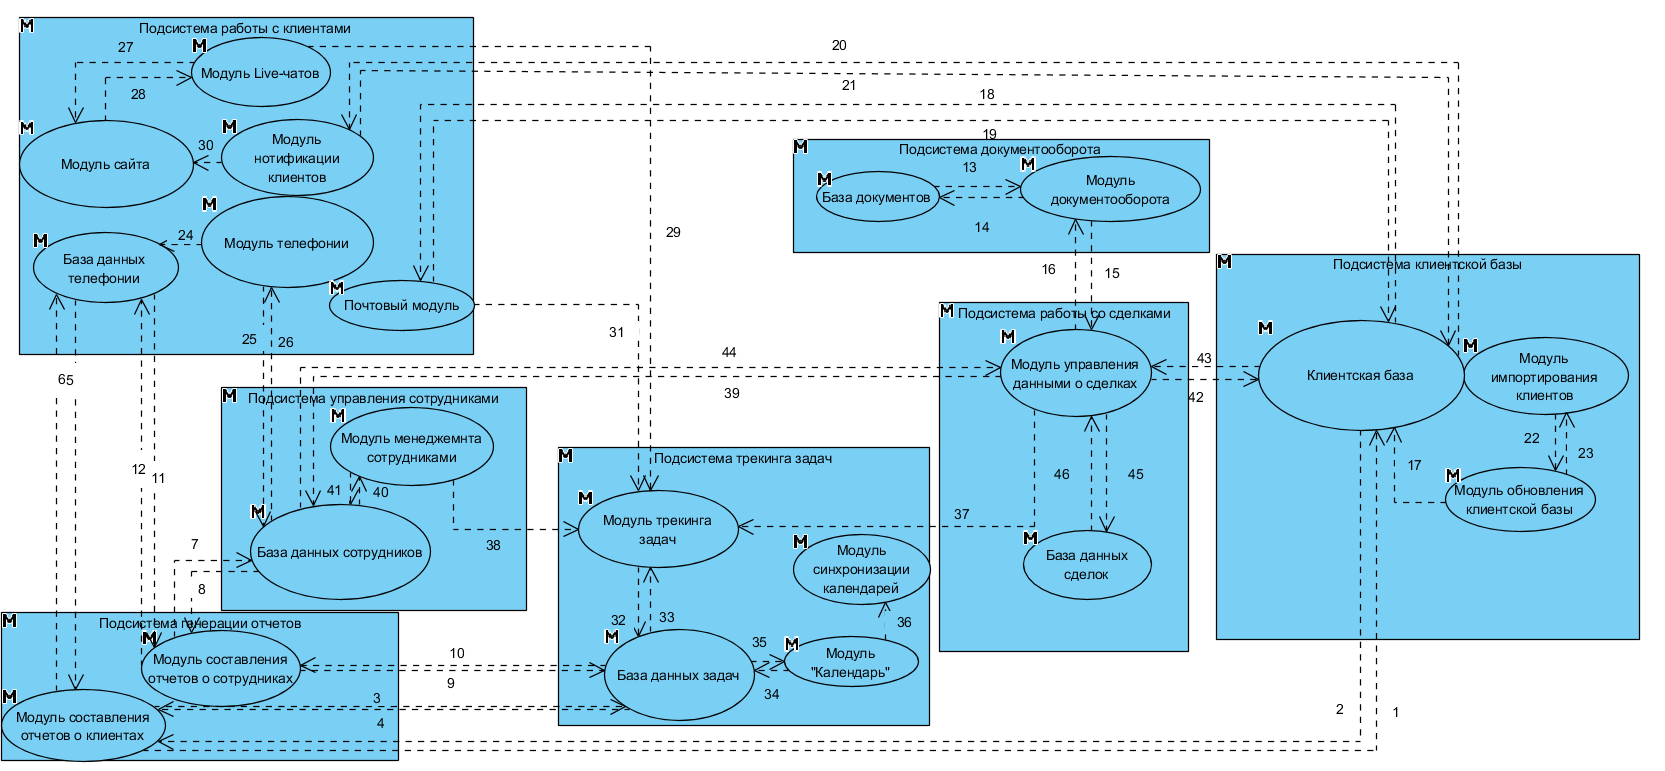 M
Подсистема работы с клиентами
27
M
Модуль Live-чатов
28
20
21
18
19
M
Модуль сайта
30
M
Модуль
нотификации
клиентов
M
Модуль телефонии
24
M
База данных
телефонии
M
Почтовый модуль
29
31
25
26
6
5
12
11
M
Подсистема документооборота
M
База документов
13
14
M
Модуль
документооборота
16
15
M
Подсистема клиентской базы
M
Клиентская база
M
Модуль
импортирования
клиентов
22
23
17
M
Модуль обновления
клиентской базы
M
Подсистема работы со сделками
M
Модуль управления
данными о сделках
43
42
44
39
46
45
37
M
База данных
сделок
M
Подсистема управления сотрудниками
M
Модуль менеджемнта
сотрудниками
41
40
38
M
База данных сотрудников
7
8
M
Подсистема трекинга задач
M
Модуль трекинга
задач
M
Модуль
синхронизации
календарей
32
33
36
M
База данных задач
35
34
M
Модуль
"Календарь"
M
Подсистема генерации отчетов
M
Модуль составления
отчетов о сотрудниках
M
Модуль составления
отчетов о клиентах
10
9
3
4
2
1